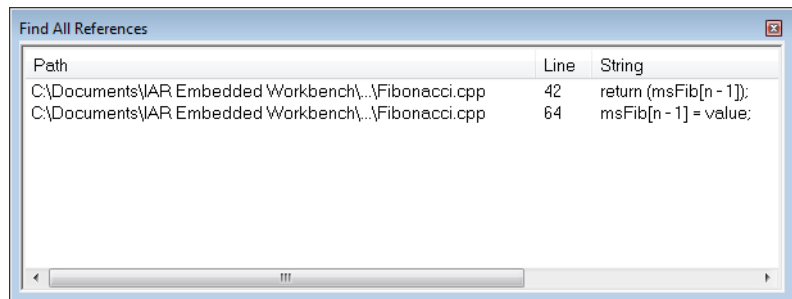 Find All References
Path Line String
C:\Documents\IAR Embedded Workbench\...\Fibonacci.cpp 42 return (msFib[n - 1]);
C:\Documents\IAR Embedded Workbench\...\Fibonacci.cpp 64 msFib[n - 1] = value;